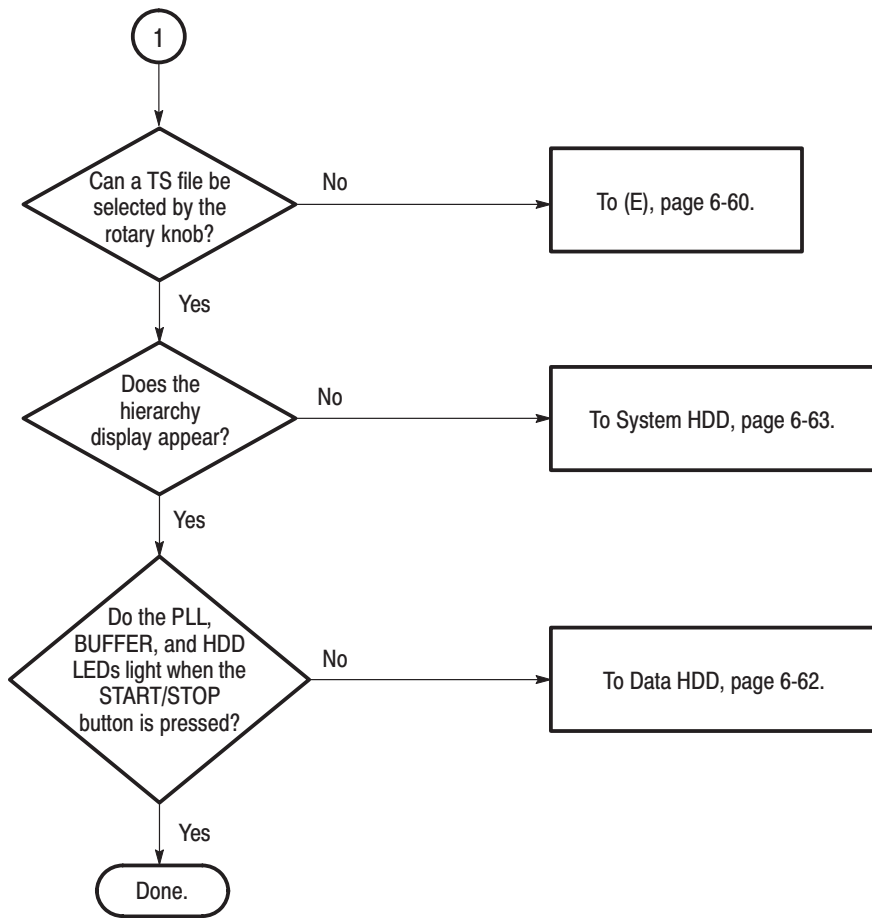 1
Can a TS file be
selected by the
rotary knob?
No
To (E), page 6-60.
Yes
Does the
hierarchy
display appear?
No
To System HDD, page 6-63.
Yes
Do the PLL,
BUFFER, and HDD
LEDs light when the
START/STOP
button is pressed?
No
To Data HDD, page 6-62.
Yes
Done.